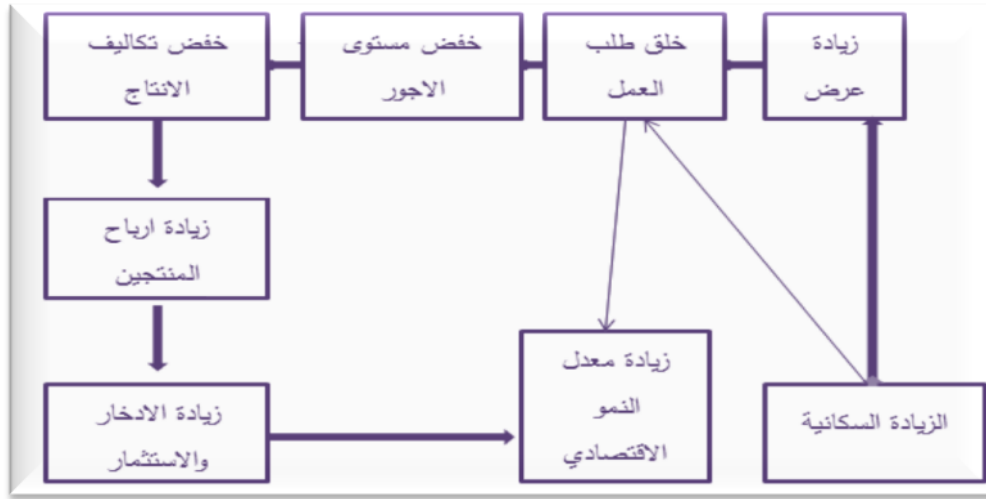 زيادة
عرض
خلق طلب
العمل
خفض مستوى
الاجور
خفض تكاليف
الانتاج
زيادة ارباح
المنتجين
زيادة الادخار
والاستثمار
زيادة معدل
النمو
الاقتصادي
الزيادة السكانية